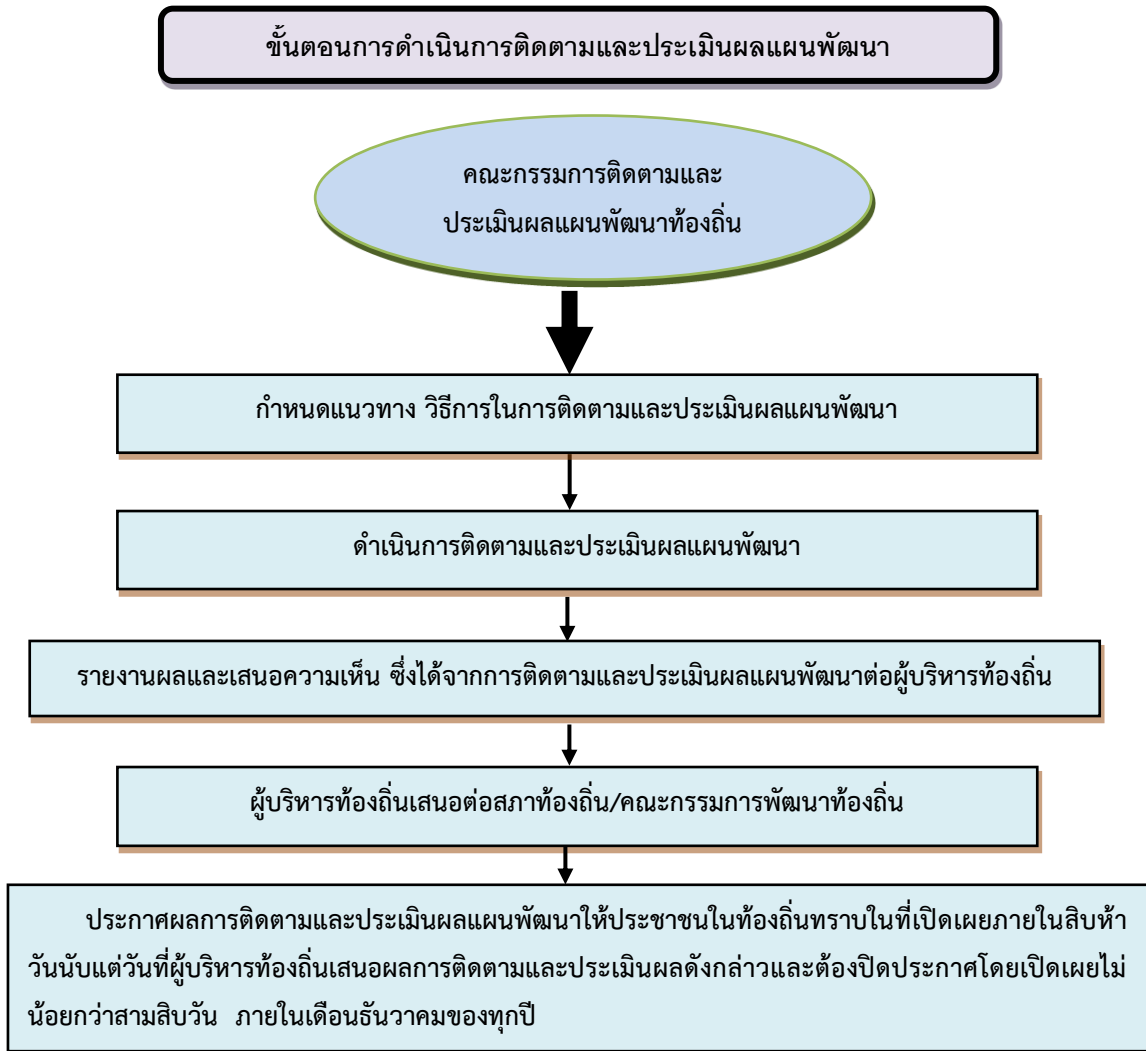 ขั้นตอนการดำเนินการติดตามและประเมินผลแผนพัฒนา
คณะกรรมการติดตามและ
ประเมินผลแผนพัฒนาท้องถิ่น
กำหนดแนวทาง วิธีการในการติดตามและประเมินผลแผนพัฒนา
ดำเนินการติดตามและประเมินผลแผนพัฒนา
รายงานผลและเสนอความเห็น ซึ่งได้จากการติดตามและประเมินผลแผนพัฒนาต่อผู้บริหารท้องถิ่น
ผู้บริหารท้องถิ่นเสนอต่อสภาท้องถิ่น/คณะกรรมการพัฒนาท้องถิ่น
ประกาศผลการติดตามและประเมินผลแผนพัฒนาให้ประชาชนในท้องถิ่นทราบในที่เปิดเผยภายในสิบห้า
วันนับแต่วันที่ผู้บริหารท้องถิ่นเสนอผลการติดตามและประเมินผลดังกล่าวและต้องปิดประกาศโดยเปิดเผยไม่
น้อยกว่าสามสิบวัน ภายในเดือนธันวาคมของทุกปี